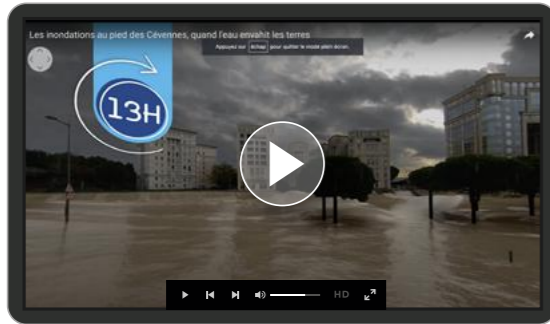 Les inondations au pied des Cévennes, quand l'eau envahit les terres
Appuyez sur échap pour quitter le mode plein écran.
13H
HD